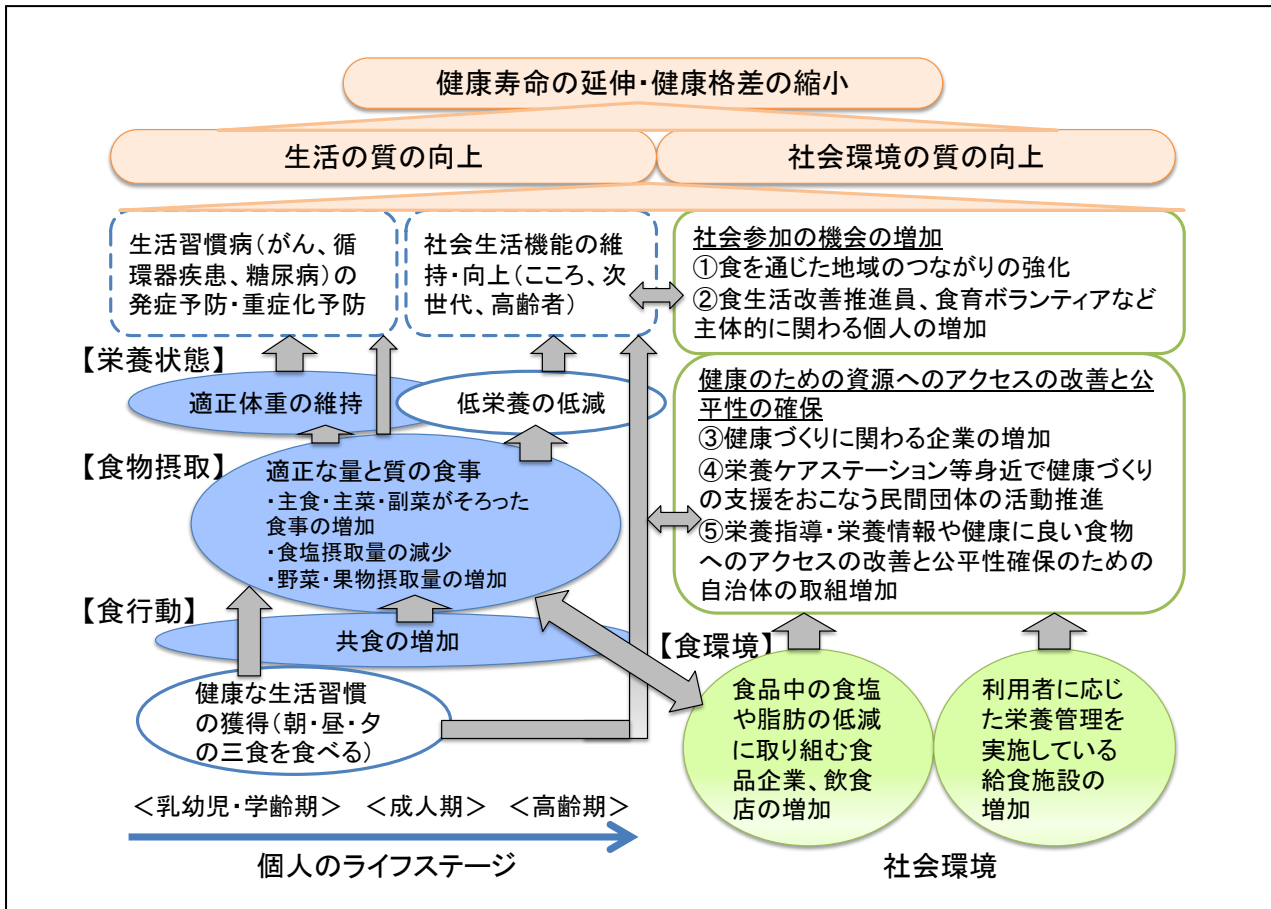 健康寿命の延伸・健康格差の縮小
生活の質の向上
社会環境の質の向上
生活習慣病(がん、循
環器疾患、糖尿病)の
発症予防・重症化予防
社会生活機能の維
持・向上(こころ、次
世代、高齢者)
社会参加の機会の増加
①食を通じた地域のつながりの強化
②食生活改善推進員、食育ボランティアなど
主体的に関わる個人の増加
【栄養状態】
適正体重の維持
低栄養の低減
健康のための資源へのアクセスの改善と公
平性の確保
③健康づくりに関わる企業の増加
④栄養ケアステーション等身近で健康づくり
の支援をおこなう民間団体の活動推進
⑤栄養指導・栄養情報や健康に良い食物
へのアクセスの改善と公平性確保のための
自治体の取組増加
【食物摂取】
適正な量と質の食事
・主食・主菜・副菜がそろった
食事の増加
・食塩摂取量の減少
・野菜・果物摂取量の増加
【食行動】
共食の増加
健康な生活習慣
の獲得(朝・昼・夕
の三食を食べる)
【食環境】
食品中の食塩
や脂肪の低減
に取り組む食
品企業、飲食
店の増加
利用者に応じ
た栄養管理を
実施している
給食施設の
増加
<乳幼児・学齢期>
<成人期>
<高齢期>
個人のライフステージ
社会環境